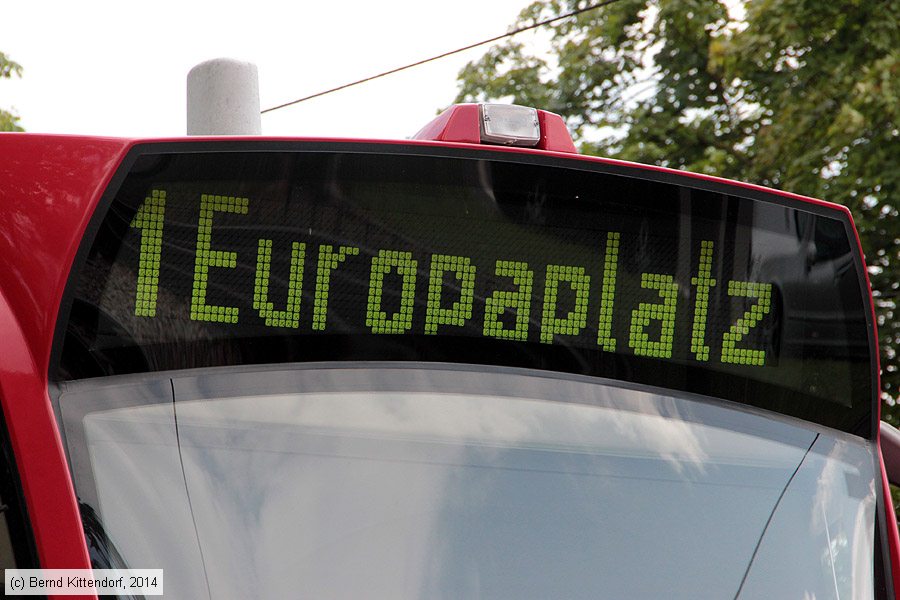 1 Europaplatz
(c) Bernd Kittendorf, 2014